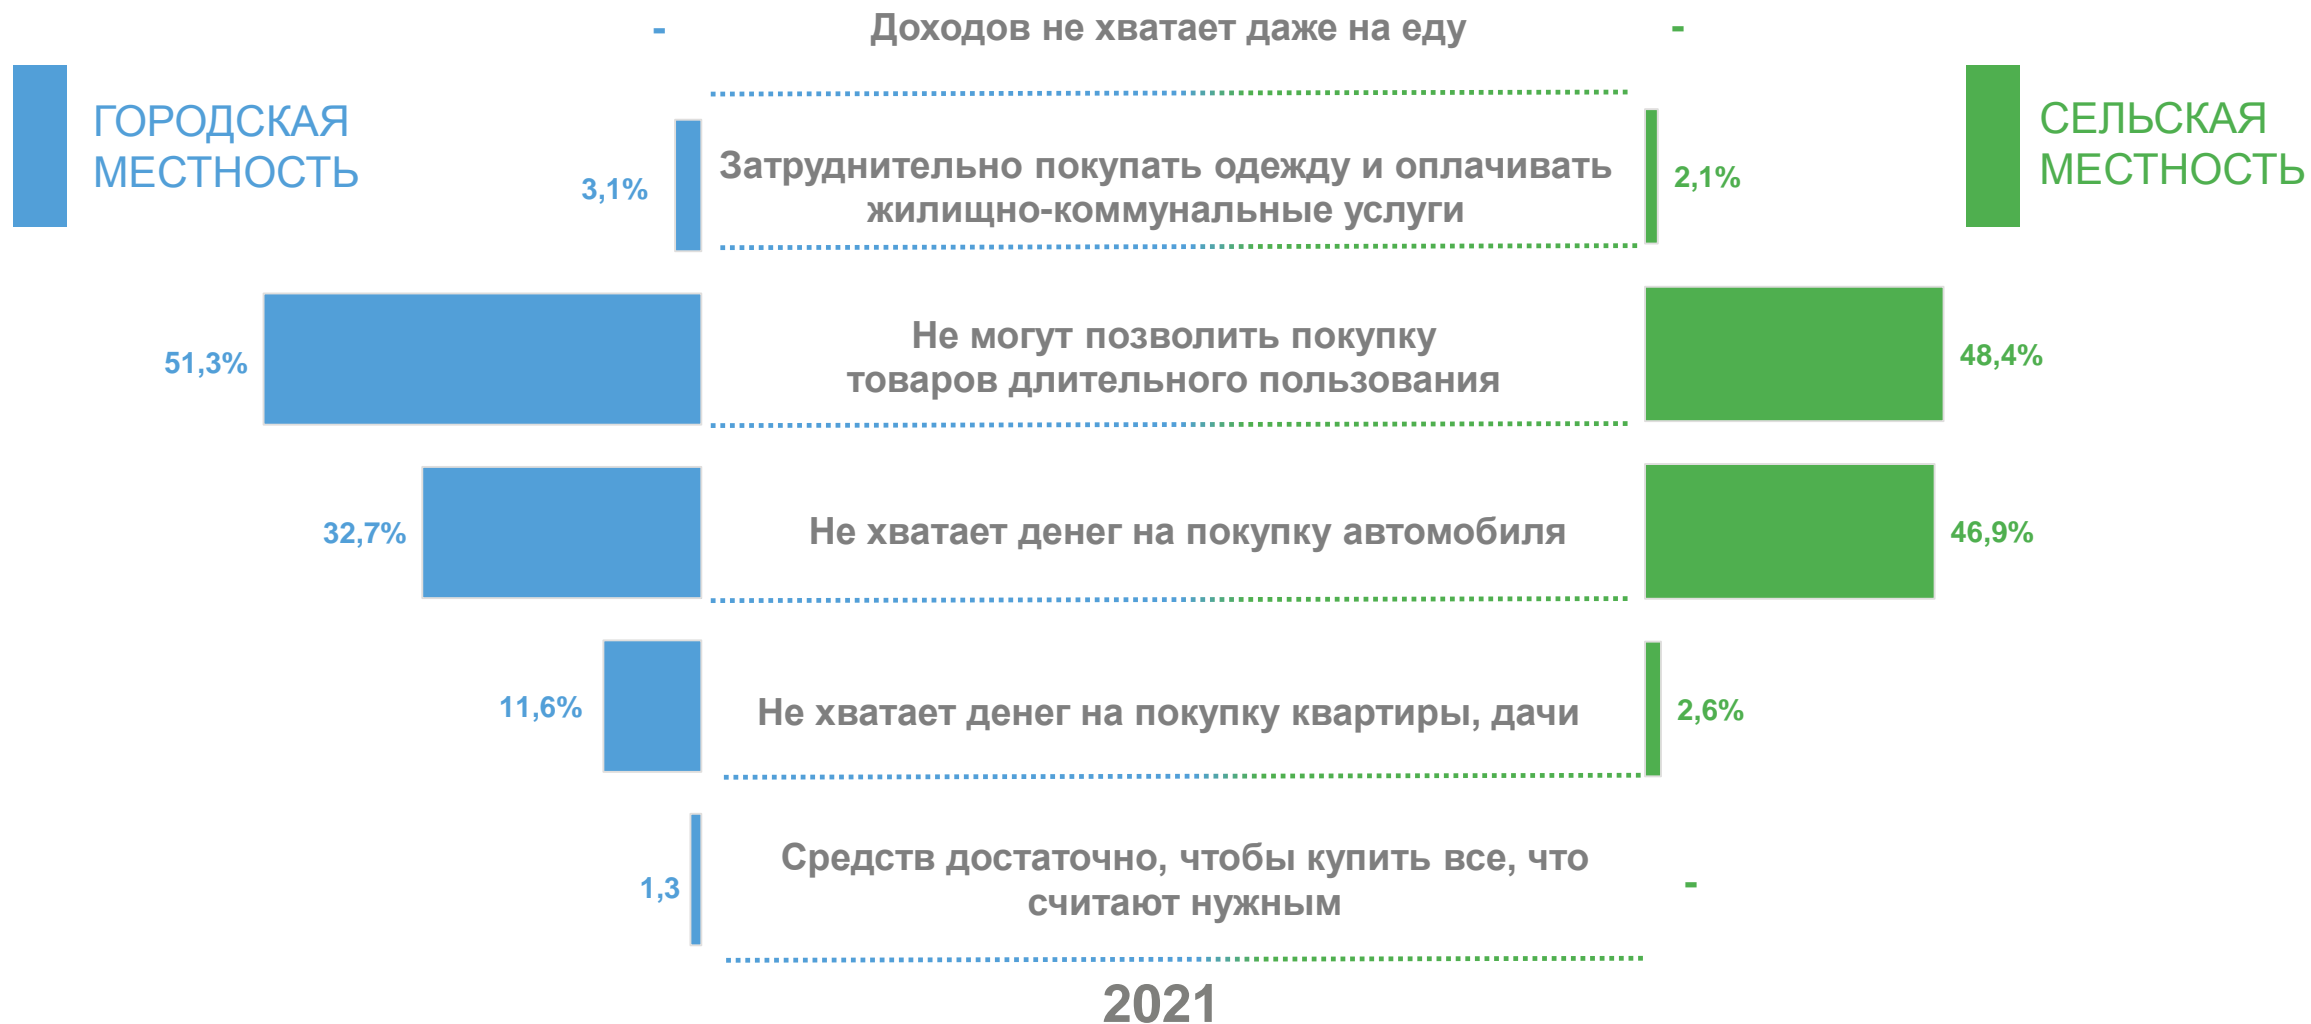 - Доходов не хватает даже на еду -
ГОРОДСКАЯ
МЕСТНОСТЬ
СЕЛЬСКАЯ
МЕСТНОСТЬ
3,1%
Затруднительно покупать одежду и оплачивать
жилищно-коммунальные услуги
2,1%
51,3%
Не могут позволить покупку
товаров длительного пользования
48,4%
32,7%
Не хватает денег на покупку автомобиля
46,9%
11,6%
Не хватает денег на покупку квартиры, дачи
2,6%
1,3
Средств достаточно, чтобы купить все, что
считают нужным
-
2021